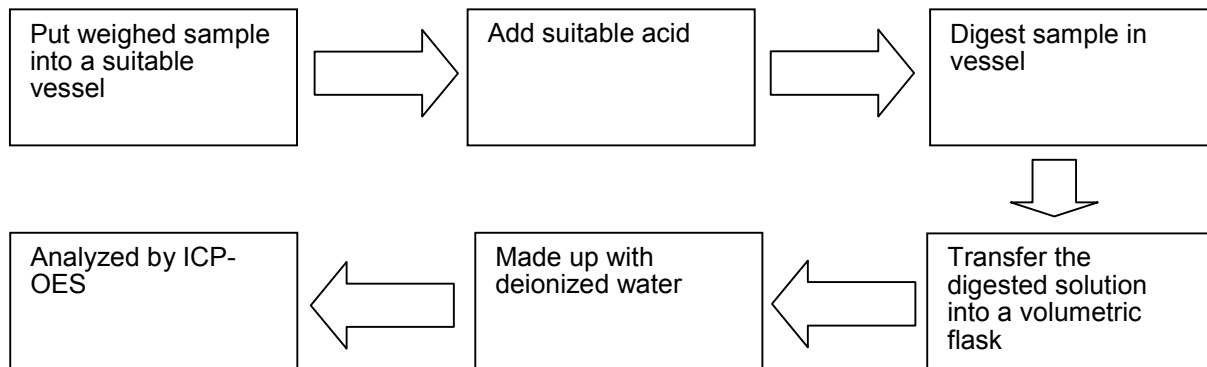 Put weighed sample
into a suitable
vessel
Add suitable acid
Digest sample in
vessel
Transfer the
digested solution
into a volumetric
flask
Made up with
deionized water
Analyzed by ICP-
OES